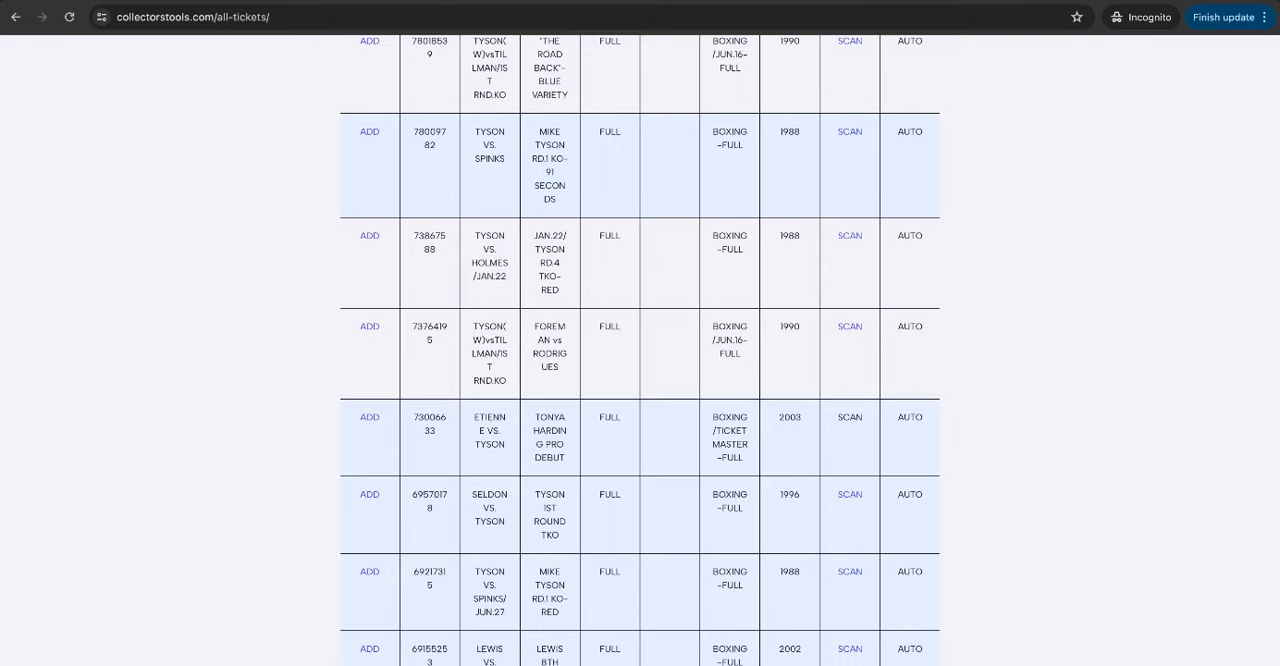 collectorstools.com/all-tickets/
Incognito
Finish update
ADD
7801853
9
TYSON(
W)vsTIL
LMAN/1S
T
RND.KO
"THE
ROAD
BACK"-
BLUE
VARIETY
FULL
BOXING
/JUN.16-
FULL
1990
SCAN
AUTO
ADD
780097
82
TYSON
VS.
SPINKS
MIKE
TYSON
RD.1 KO-
91
SECON
DS
FULL
BOXING
-FULL
1988
SCAN
AUTO
ADD
738675
88
TYSON
VS.
HOLMES
/JAN.22
JAN.22/
TYSON
RD.4
TKO-
RED
FULL
BOXING
-FULL
1988
SCAN
AUTO
ADD
7376419
5
TYSON(
W)vsTIL
LMAN/1S
T
RND.KO
FOREM
AN vs
RODRIG
UES
FULL
BOXING
/JUN.16-
FULL
1990
SCAN
AUTO
ADD
730066
33
ETIENN
E VS.
TYSON
TONYA
HARDIN
G PRO
DEBUT
FULL
BOXING
/TICKET
MASTER
-FULL
2003
SCAN
AUTO
ADD
6957017
8
SELDON
VS.
TYSON
TYSON
1ST
ROUND
TKO
FULL
BOXING
-FULL
1996
SCAN
AUTO
ADD
6921731
5
TYSON
VS.
SPINKS/
JUN.27
MIKE
TYSON
RD.1 KO-
RED
FULL
BOXING
-FULL
1988
SCAN
AUTO
ADD
6915525
3
LEWIS
VS.
LEWIS
8TH
FULL
BOXING
-FULL
2002
SCAN
AUTO